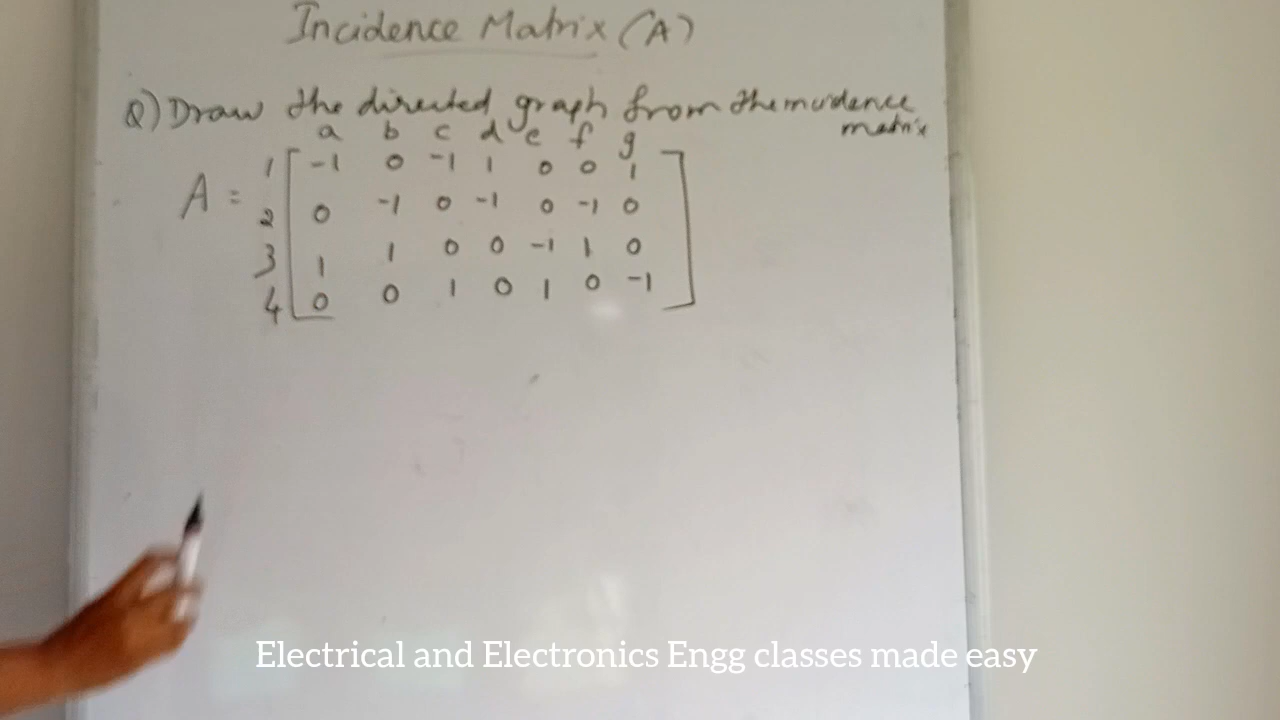 Incidence Matrix (A)
Q) Draw the directed graph from the incidence
matrix
a b c d e f g
1 -1 0 -1 1 0 0 1
A = 2 0 -1 0 -1 0 -1 0
3 1 1 0 0 -1 1 0
4 0 0 1 0 1 0 -1
Electrical and Electronics Engg classes made easy